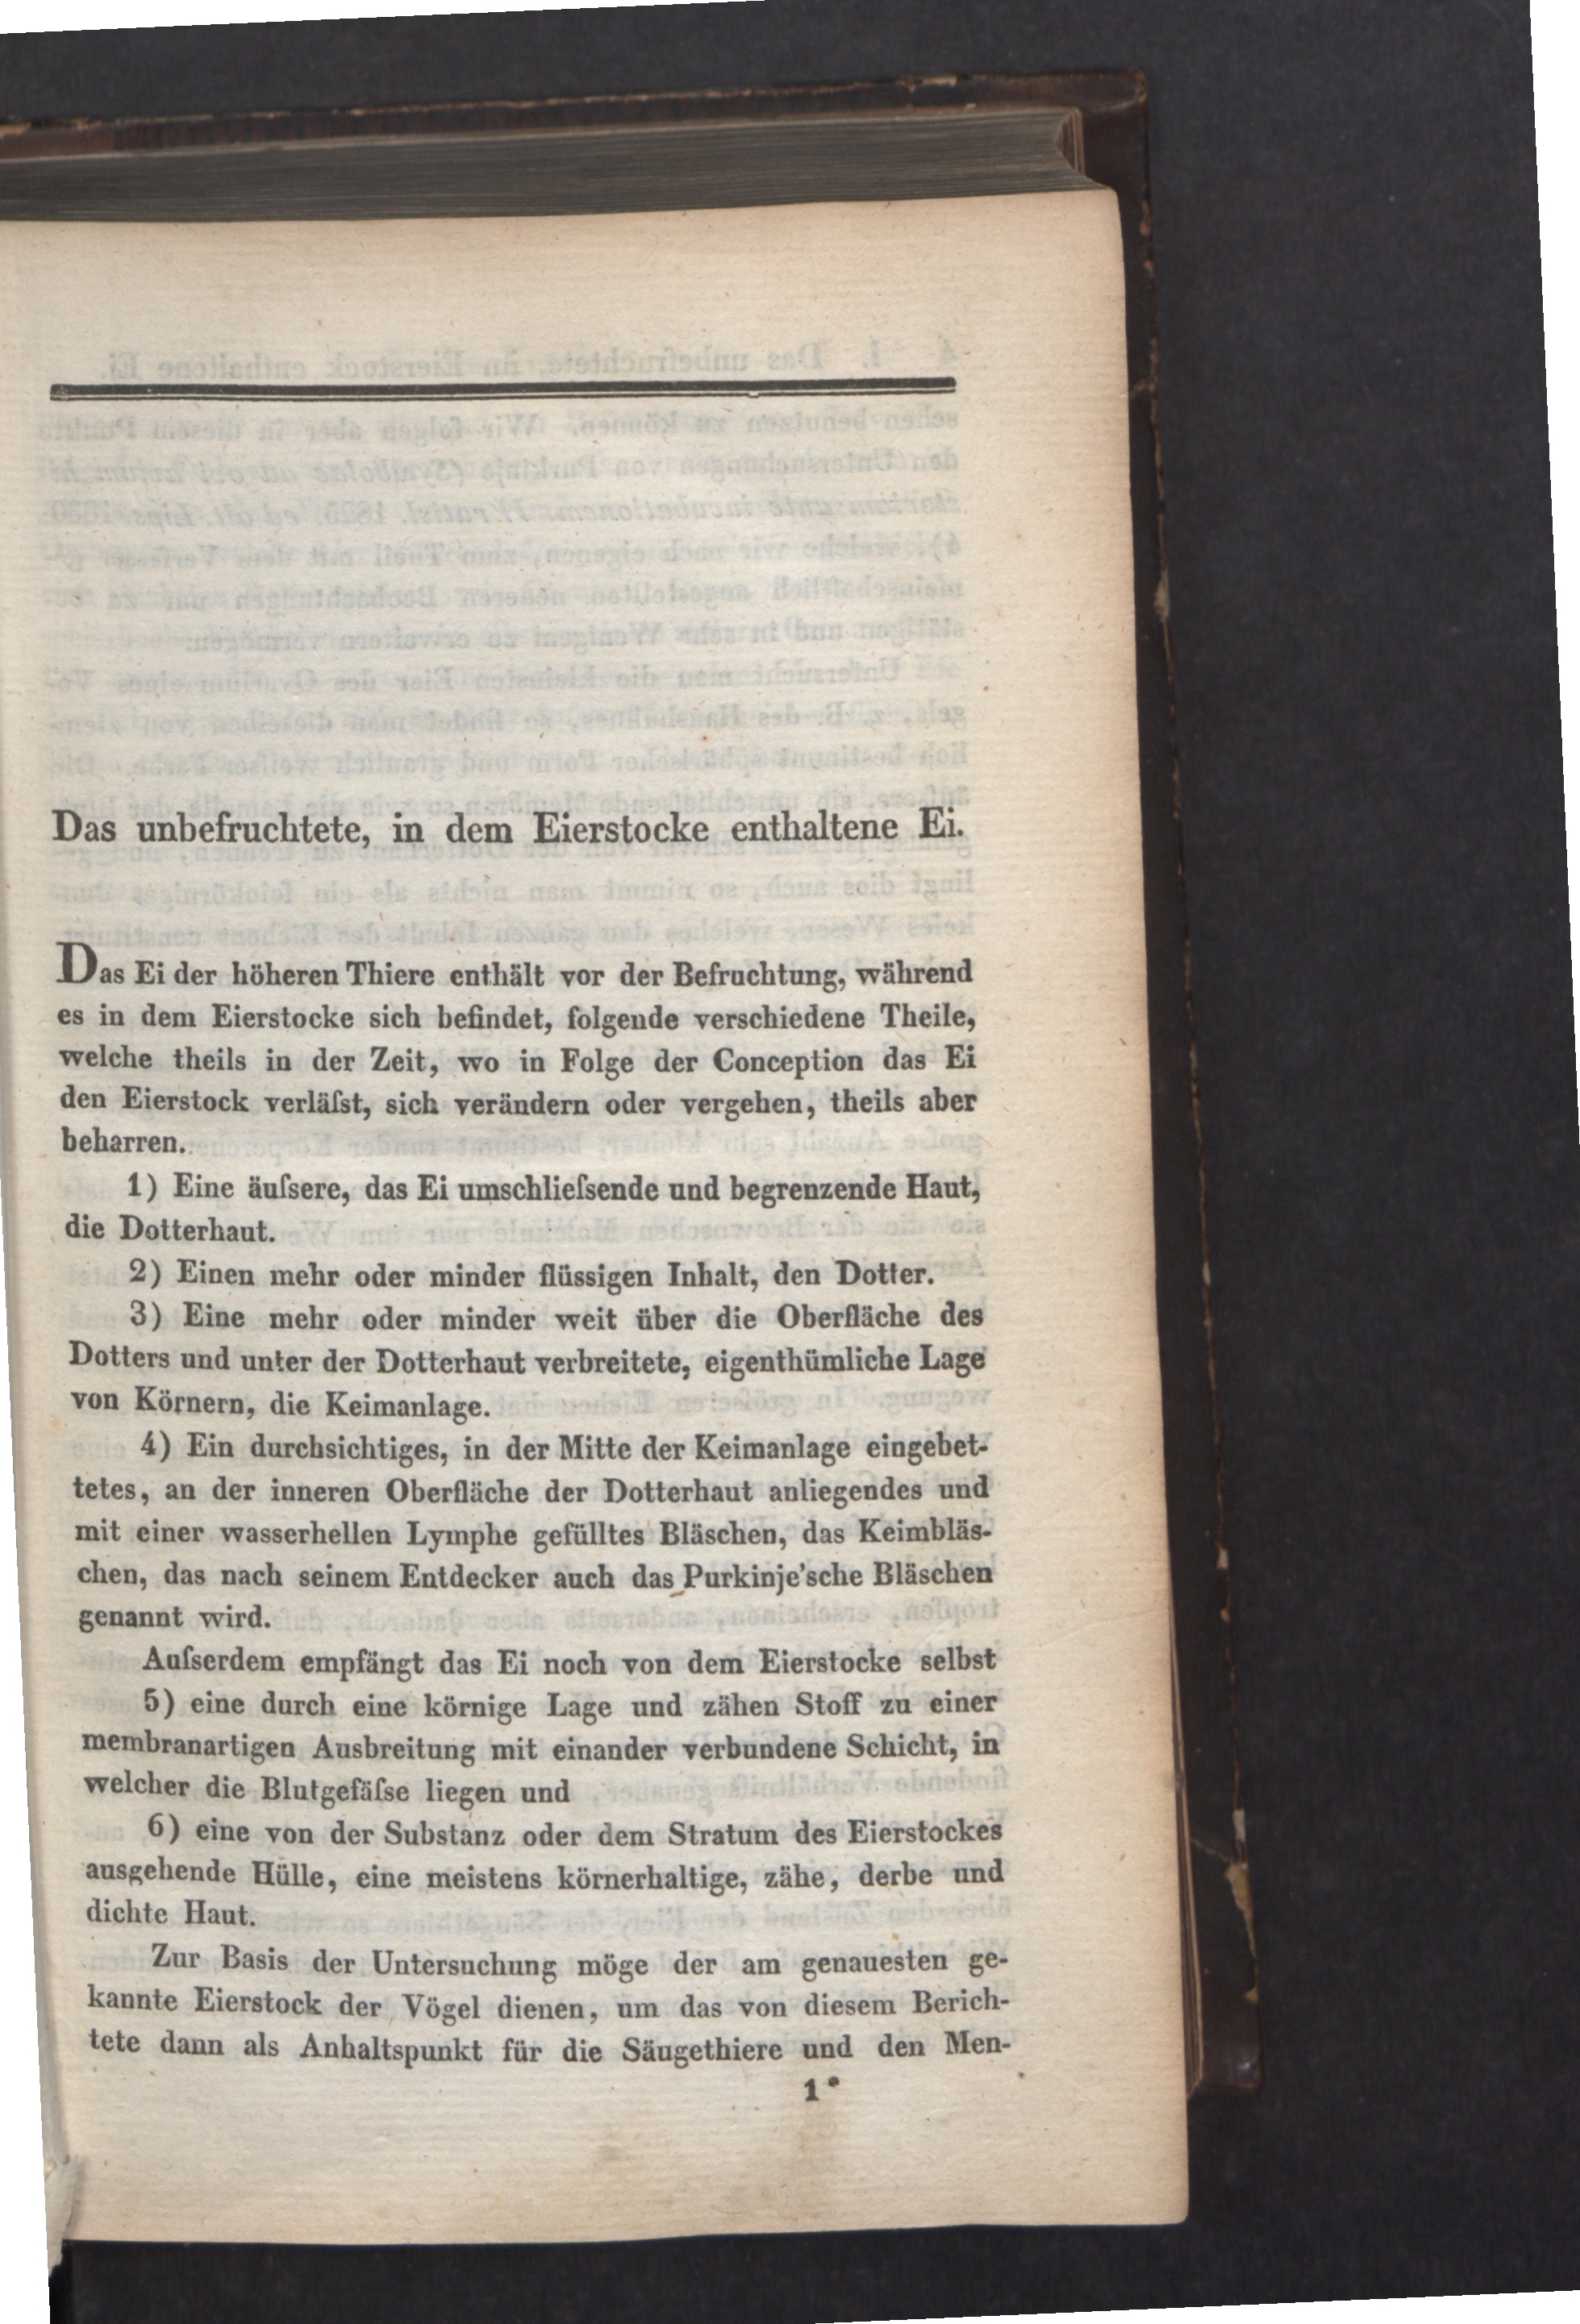 Das unbefruchtete, in dem Eierstocke enthaltene Ei.
Das Ei der höheren Thiere enthält vor der Befruchtung, während
es in dem Eierstocke sich befindet, folgende verschiedene Theile,
welche theils in der Zeit, wo in Folge der Conception das Ei
den Eierstock verläſst, sich verändern oder vergehen, theils aber
beharren.
1) Eine äuſsere, das Ei umschlieſsende und begrenzende Haut,
die Dotterhaut.
2) Einen mehr oder minder flüssigen Inhalt, den Dotter.
3) Eine mehr oder minder weit über die Oberfläche des
Dotters und unter der Dotterhaut verbreitete, eigenthümliche Lage
von Körnern, die Keimanlage.
4) Ein durchsichtiges, in der Mitte der Keimanlage eingebet-
tetes, an der inneren Oberfläche der Dotterhaut anliegendes und
mit einer wasserhellen Lymphe gefülltes Bläschen, das Keimbläs-
chen, das nach seinem Entdecker auch das Purkinje'sche Bläschen
genannt wird.
Auſserdem empfängt das Ei noch von dem Eierstocke selbst
5) eine durch eine körnige Lage und zähen Stoff zu einer
membranartigen Ausbreitung mit einander verbundene Schicht, in
welcher die Blutgefäſse liegen und
6) eine von der Substanz oder dem Stratum des Eierstockes
ausgehende Hülle, eine meistens körnerhaltige, zähe, derbe und
dichte Haut.
Zur Basis der Untersuchung möge der am genauesten ge-
kannte Eierstock der Vögel dienen, um das von diesem Berich-
tete dann als Anhaltspunkt für die Säugethiere und den Men-
1*